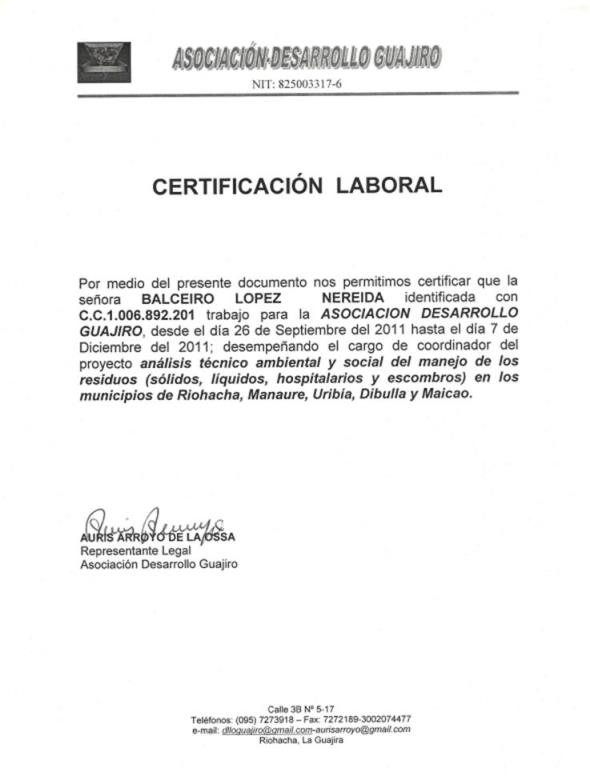 ASOCIACIÓN DESARROLLO GUAJIRO
NIT: 825003317-6
CERTIFICACIÓN LABORAL
Por medio del presente documento nos permitimos certificar que la
señora BALCEIRO LOPEZ NEREIDA identificada con
C.C.1.006.892.201 trabajo para la ASOCIACION DESARROLLO
GUAJIRO, desde el día 26 de Septiembre del 2011 hasta el día 7 de
Diciembre del 2011; desempeñando el cargo de coordinador del
proyecto análisis técnico ambiental y social del manejo de los
residuos (sólidos, líquidos, hospitalarios y escombros) en los
municipios de Riohacha, Manaure, Uribia, Dibulla y Maicao.
AURIS ARROYO DE LA OSSA
Representante Legal
Asociación Desarrollo Guajiro
Calle 3B Nº 5-17
Teléfonos: (095) 7273918 – Fax: 7272189-3002074477
e-mail: dlloguajiro@gmail.com-aurisarroyo@gmail.com
Riohacha, La Guajira